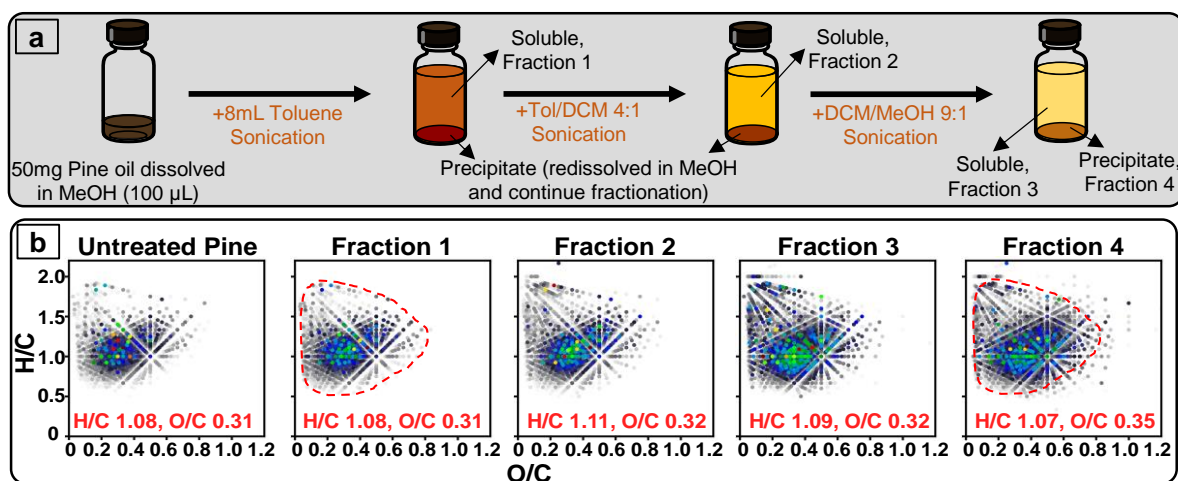 a
50mg Pine oil dissolved
in MeOH (100 µL)
+8mL Toluene
Sonication
Soluble,
Fraction 1
+Tol/DCM 4:1
Sonication
Precipitate (redissolved in MeOH
and continue fractionation)
Soluble,
Fraction 2
+DCM/MeOH 9:1
Sonication
Soluble,
Fraction 3
Precipitate,
Fraction 4
b
Untreated Pine
Fraction 1
Fraction 2
Fraction 3
Fraction 4
H/C
2.0
1.5
1.0
0.5
0
H/C 1.08, O/C 0.31
H/C 1.08, O/C 0.31
H/C 1.11, O/C 0.32
H/C 1.09, O/C 0.32
H/C 1.07, O/C 0.35
0 0.2 0.4 0.6 0.8 1.0 1.2
0 0.2 0.4 0.6 0.8 1.0 1.2
0 0.2 0.4 0.6 0.8 1.0 1.2
0 0.2 0.4 0.6 0.8 1.0 1.2
0 0.2 0.4 0.6 0.8 1.0 1.2
O/C